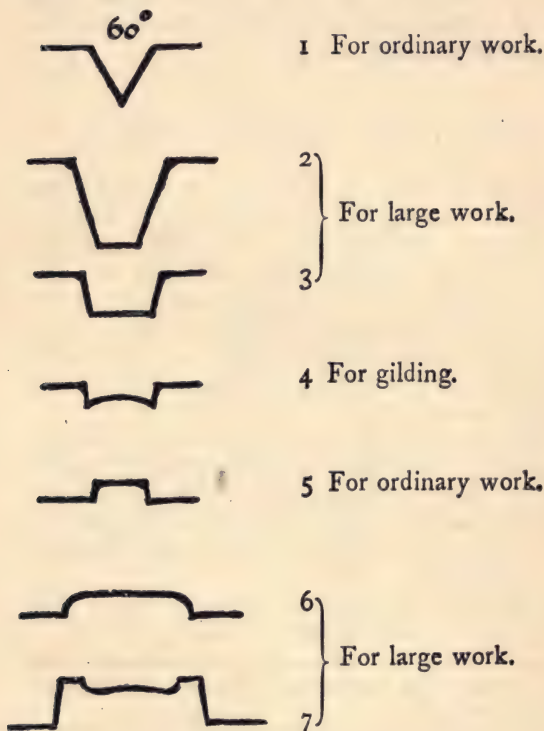 60°
1 For ordinary work.
2
For large work.
3
4 For gilding.
5 For ordinary work.
6
For large work.
7